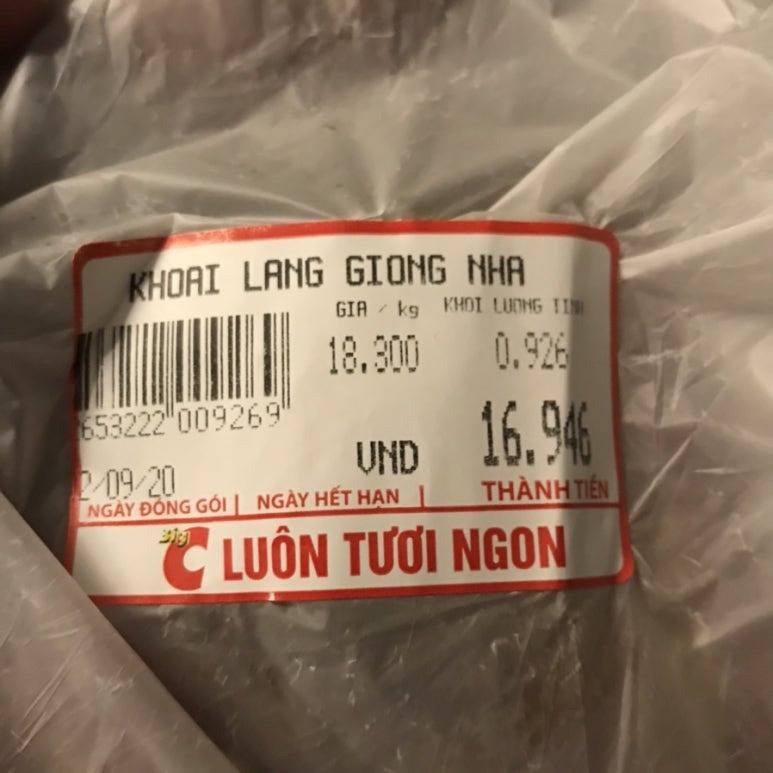 KHOAI LANG GIONG NHA
GIA / kg KHOI LUONG TINH
18.300 0.926
653222 009269
VND 16.946
2/09/20
NGÀY ĐÓNG GÓI | NGÀY HẾT HẠN | THÀNH TIỀN
Big C LUÔN TƯƠI NGON